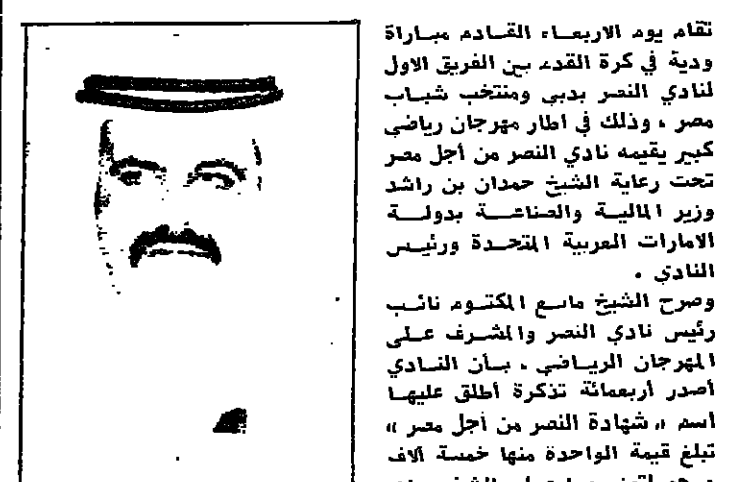 تقام يوم الاربعاء القادم مباراة
ودية في كرة القدم بين الفريق الاول
لنادي النصر بدبي ومنتخب شباب
مصر ، وذلك في اطار مهرجان رياضي
كبير يقيمه نادي النصر من أجل مصر
تحت رعاية الشيخ حمدان بن راشد
وزير المالية والصناعة بدولة
الامارات العربية المتحدة ورئيس
النادي .
وصرح الشيخ مانع المكتوم نائب
رئيس نادي النصر والمشرف على
المهرجان الرياضي . بأن النادي
أصدر أربعمائة تذكرة أطلق عليها
اسم « شهادة النصر من أجل مصر »
تبلغ قيمة الواحدة منها خمسة آلاف